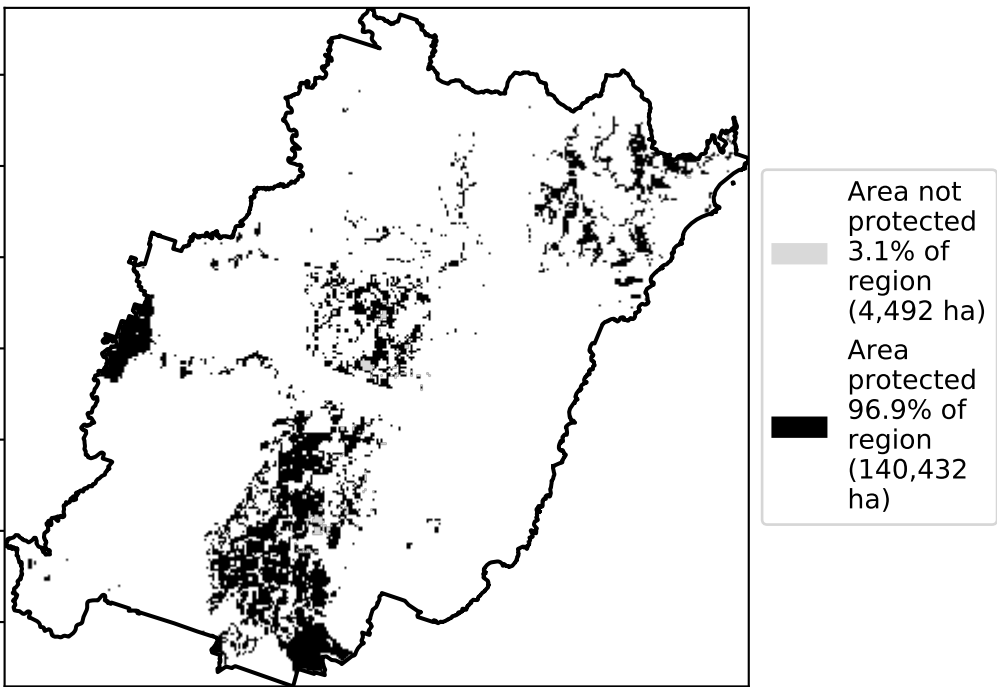 Area not
protected
3.1% of
region
(4,492 ha)
Area
protected
96.9% of
region
(140,432
ha)